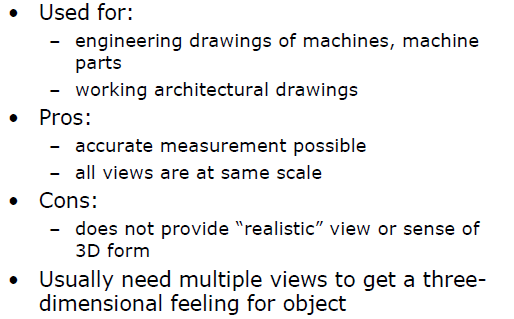 • Used for:
– engineering drawings of machines, machine
parts
– working architectural drawings
• Pros:
– accurate measurement possible
– all views are at same scale
• Cons:
– does not provide “realistic” view or sense of
3D form
• Usually need multiple views to get a three-
dimensional feeling for object